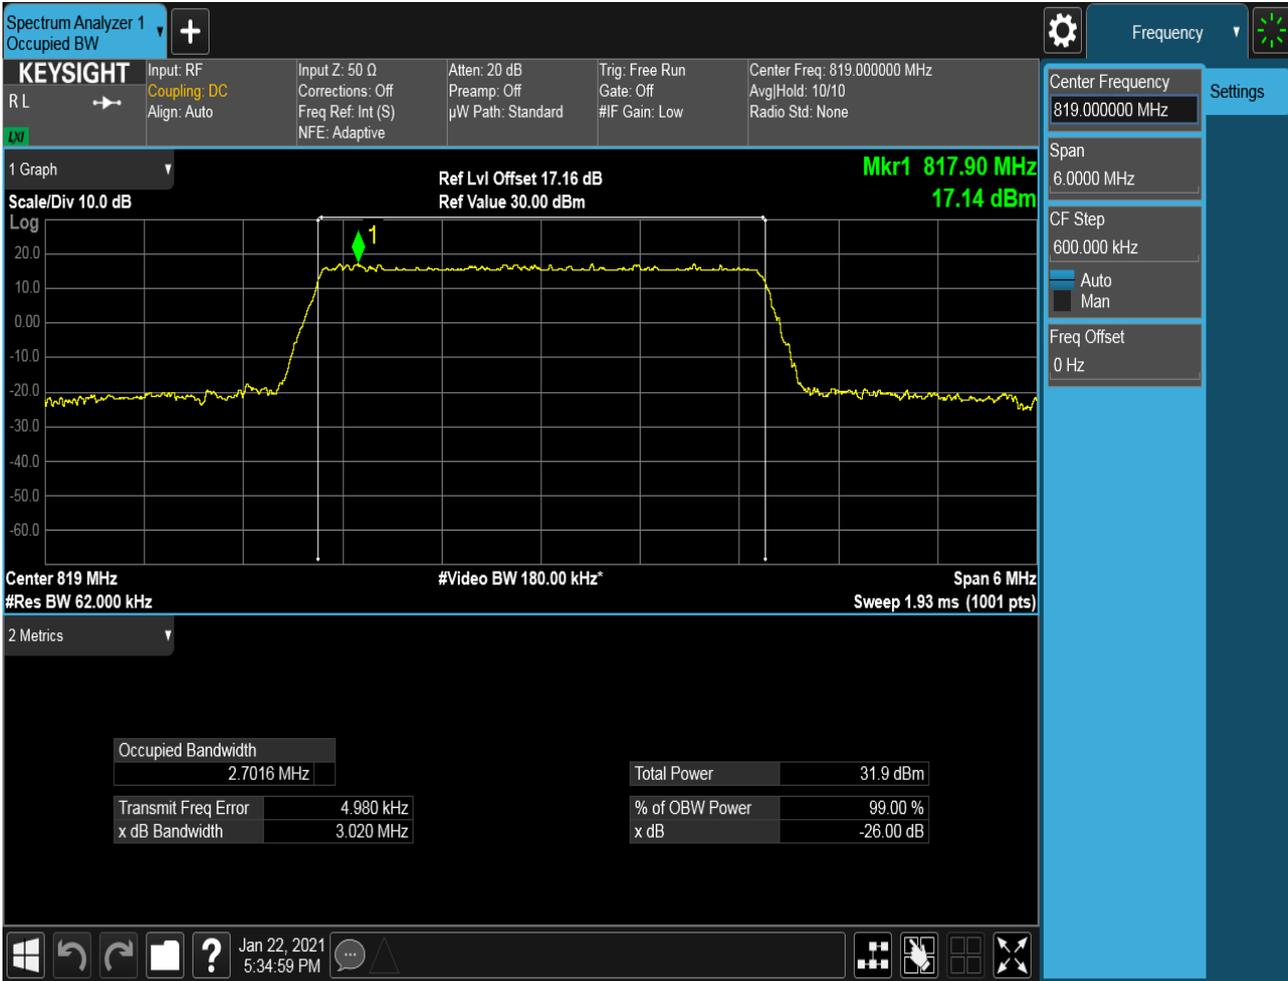 Spectrum Analyzer 1
Occupied BW
Frequency
KEYSIGHT
R L
LXI
Input: RF
Coupling: DC
Align: Auto
Input Z: 50 Ω
Corrections: Off
Freq Ref: Int (S)
NFE: Adaptive
Atten: 20 dB
Preamp: Off
µW Path: Standard
Trig: Free Run
Gate: Off
#IF Gain: Low
Center Freq: 819.000000 MHz
Avg|Hold: 10/10
Radio Std: None
Center Frequency
819.000000 MHz
Settings
Span
6.0000 MHz
CF Step
600.000 kHz
Auto
Man
Freq Offset
0 Hz
1 Graph
Scale/Div 10.0 dB
Ref Lvl Offset 17.16 dB
Ref Value 30.00 dBm
Mkr1 817.90 MHz
17.14 dBm
Log
1
20.0
10.0
0.00
-10.0
-20.0
-30.0
-40.0
-50.0
-60.0
Center 819 MHz
#Video BW 180.00 kHz*
Span 6 MHz
#Res BW 62.000 kHz
Sweep 1.93 ms (1001 pts)
2 Metrics
Occupied Bandwidth
2.7016 MHz
Transmit Freq Error 4.980 kHz
x dB Bandwidth 3.020 MHz
Total Power 31.9 dBm
% of OBW Power 99.00 %
x dB -26.00 dB
?
Jan 22, 2021
5:34:59 PM